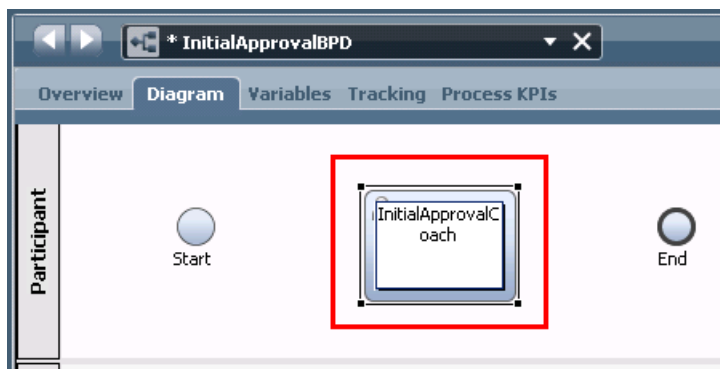 * InitialApprovalBPD
Overview Diagram Variables Tracking Process KPIs
Participant
Start
InitialApprovalC
oach
End